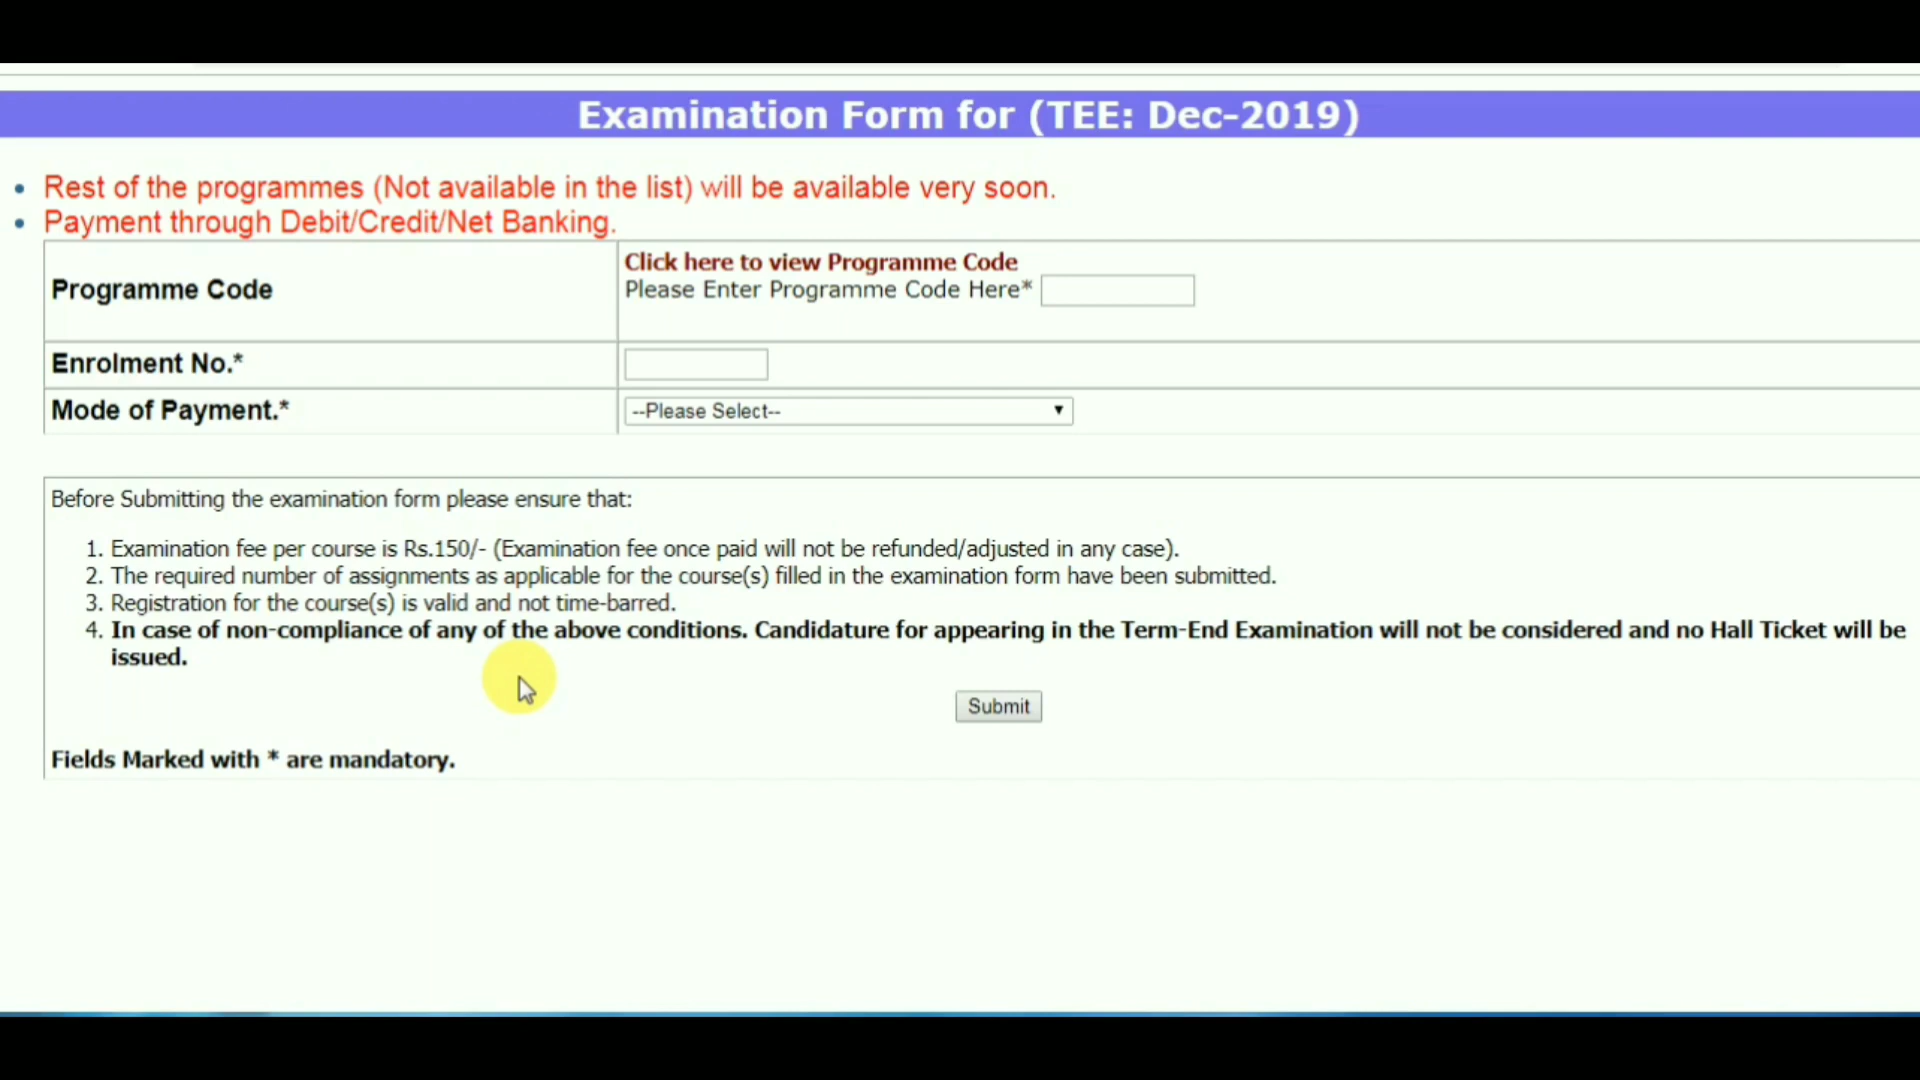 Examination Form for (TEE: Dec-2019)
Rest of the programmes (Not available in the list) will be available very soon.
Payment through Debit/Credit/Net Banking.
Programme Code
Click here to view Programme Code
Please Enter Programme Code Here*
Enrolment No.*
Mode of Payment.*
--Please Select--
Before Submitting the examination form please ensure that:
1. Examination fee per course is Rs.150/- (Examination fee once paid will not be refunded/adjusted in any case).
2. The required number of assignments as applicable for the course(s) filled in the examination form have been submitted.
3. Registration for the course(s) is valid and not time-barred.
4. In case of non-compliance of any of the above conditions. Candidature for appearing in the Term-End Examination will not be considered and no Hall Ticket will be
issued.
Submit
Fields Marked with * are mandatory.